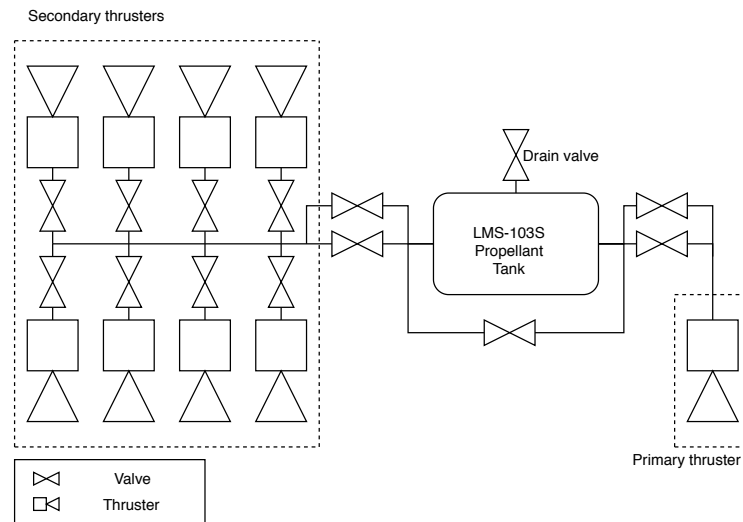 Secondary thrusters
Drain valve
LMS-103S
Propellant
Tank
Primary thruster
Valve
Thruster